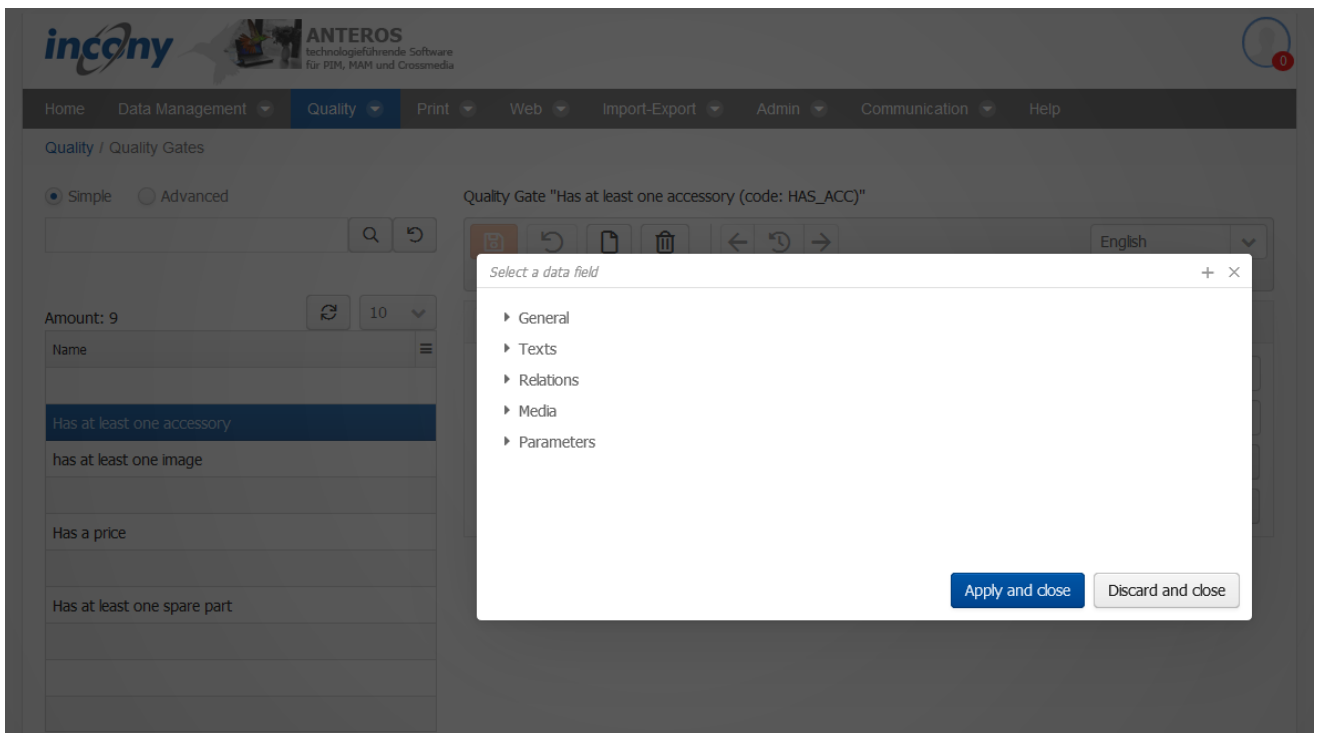 incony
ANTEROS
technologieführende Software
für PIM, MAM und Crossmedia
0
Home Data Management Quality Print Web Import-Export Admin Communication Help
Quality / Quality Gates
Simple Advanced
Quality Gate "Has at least one accessory (code: HAS_ACC)"
English
Select a data field
Amount: 9
10
Name
Has at least one accessory
has at least one image
Has a price
Has at least one spare part
General
Texts
Relations
Media
Parameters
Apply and close Discard and close